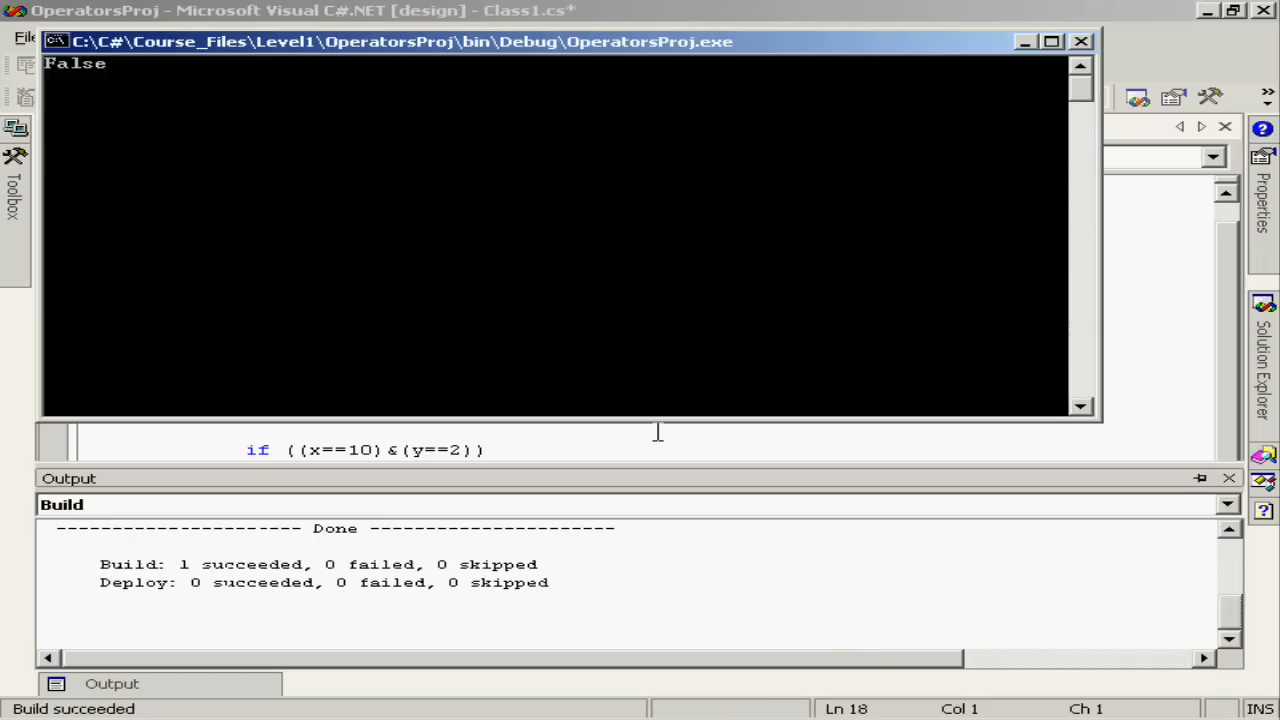 OperatorsProj - Microsoft Visual C#.NET [design] - Class1.cs*
File
C:\C#\Course_Files\Level1\OperatorsProj\bin\Debug\OperatorsProj.exe
False
Toolbox
Properties
Solution Explorer
if ((x==10)&(y==2))
Output
Build
---------------------- Done ----------------------
Build: 1 succeeded, 0 failed, 0 skipped
Deploy: 0 succeeded, 0 failed, 0 skipped
Output
Build succeeded Ln 18 Col 1 Ch 1 INS